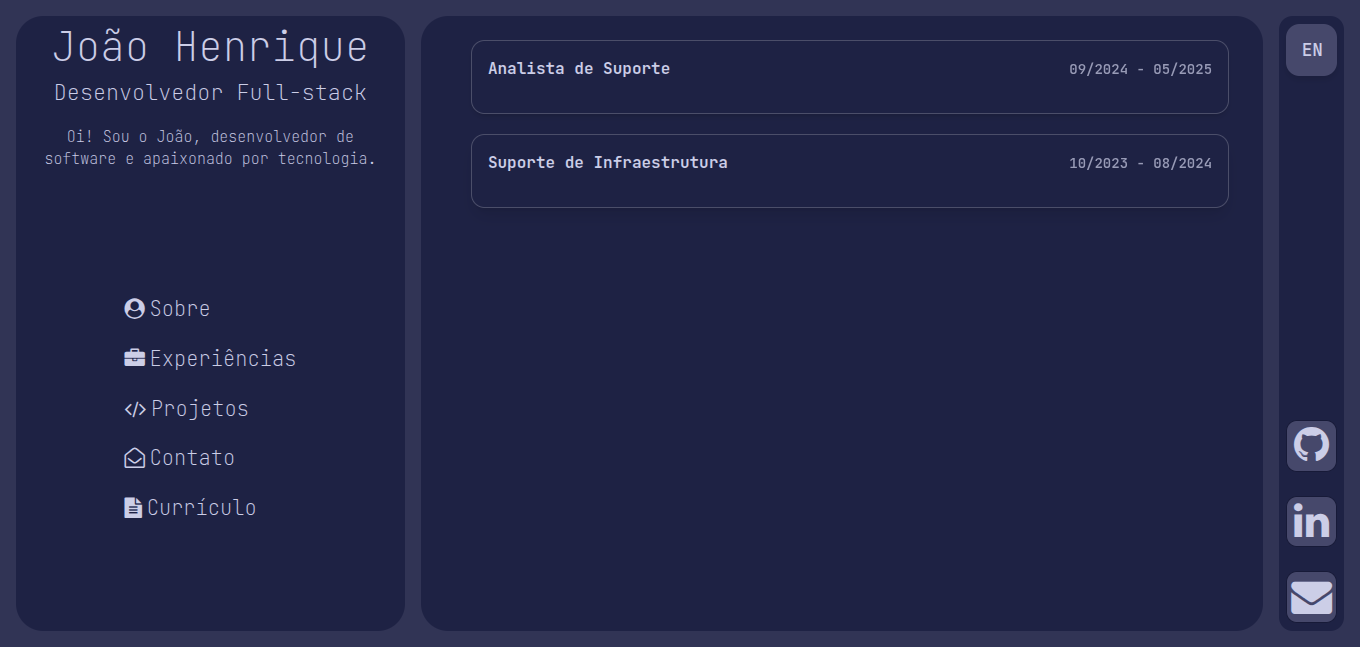 João Henrique
Desenvolvedor Full-stack
Oi! Sou o João, desenvolvedor de
software e apaixonado por tecnologia.
Sobre
Experiências
Projetos
Contato
Currículo
Analista de Suporte
09/2024 - 05/2025
Suporte de Infraestrutura
10/2023 - 08/2024
EN
in